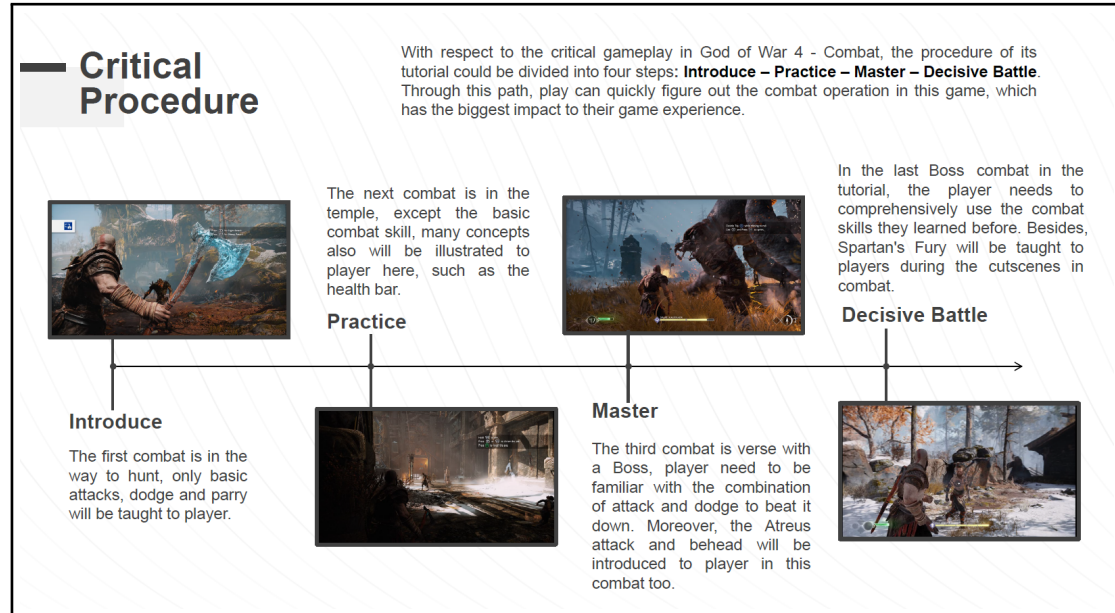 Critical
Procedure
With respect to the critical gameplay in God of War 4 - Combat, the procedure of its
tutorial could be divided into four steps: Introduce – Practice – Master – Decisive Battle.
Through this path, play can quickly figure out the combat operation in this game, which
has the biggest impact to their game experience.
Introduce
The first combat is in the
way to hunt, only basic
attacks, dodge and parry
will be taught to player.
The next combat is in the
temple, except the basic
combat skill, many concepts
also will be illustrated to
player here, such as the
health bar.
Practice
Master
The third combat is verse with
a Boss, player need to be
familiar with the combination
of attack and dodge to beat it
down. Moreover, the Atreus
attack and behead will be
introduced to player in this
combat too.
In the last Boss combat in the
tutorial, the player needs to
comprehensively use the combat
skills they learned before. Besides,
Spartan's Fury will be taught to
players during the cutscenes in
combat.
Decisive Battle